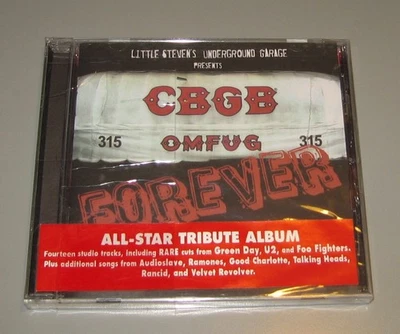 LITTLE STEVEN'S UNDERGROUND GARAGE
PRESENTS
CBGB
315 OMFUG 315
FOREVER
ALL-STAR TRIBUTE ALBUM
Fourteen studio tracks, including RARE cuts from Green Day, U2, and Foo Fighters.
Plus additional songs from Audioslave, Ramones, Good Charlotte, Talking Heads,
Rancid, and Velvet Revolver.